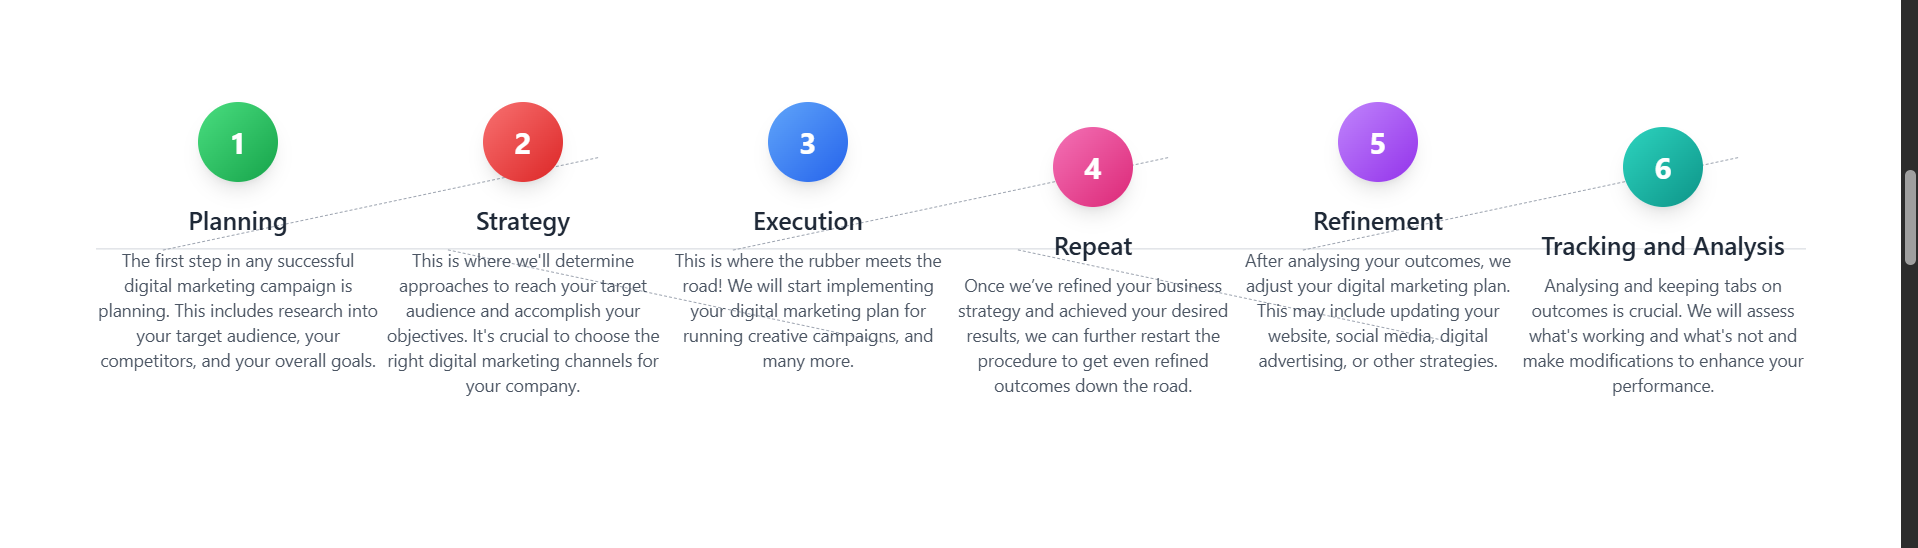 1
Planning
The first step in any successful
digital marketing campaign is
planning. This includes research into
your target audience, your
competitors, and your overall goals.
2
Strategy
This is where we'll determine
approaches to reach your target
audience and accomplish your
objectives. It's crucial to choose the
right digital marketing channels for
your company.
3
Execution
This is where the rubber meets the
road! We will start implementing
your digital marketing plan for
running creative campaigns, and
many more.
4
Repeat
Once we’ve refined your business
strategy and achieved your desired
results, we can further restart the
procedure to get even refined
outcomes down the road.
5
Refinement
After analysing your outcomes, we
adjust your digital marketing plan.
This may include updating your
website, social media, digital
advertising, or other strategies.
6
Tracking and Analysis
Analysing and keeping tabs on
outcomes is crucial. We will assess
what's working and what's not and
make modifications to enhance your
performance.